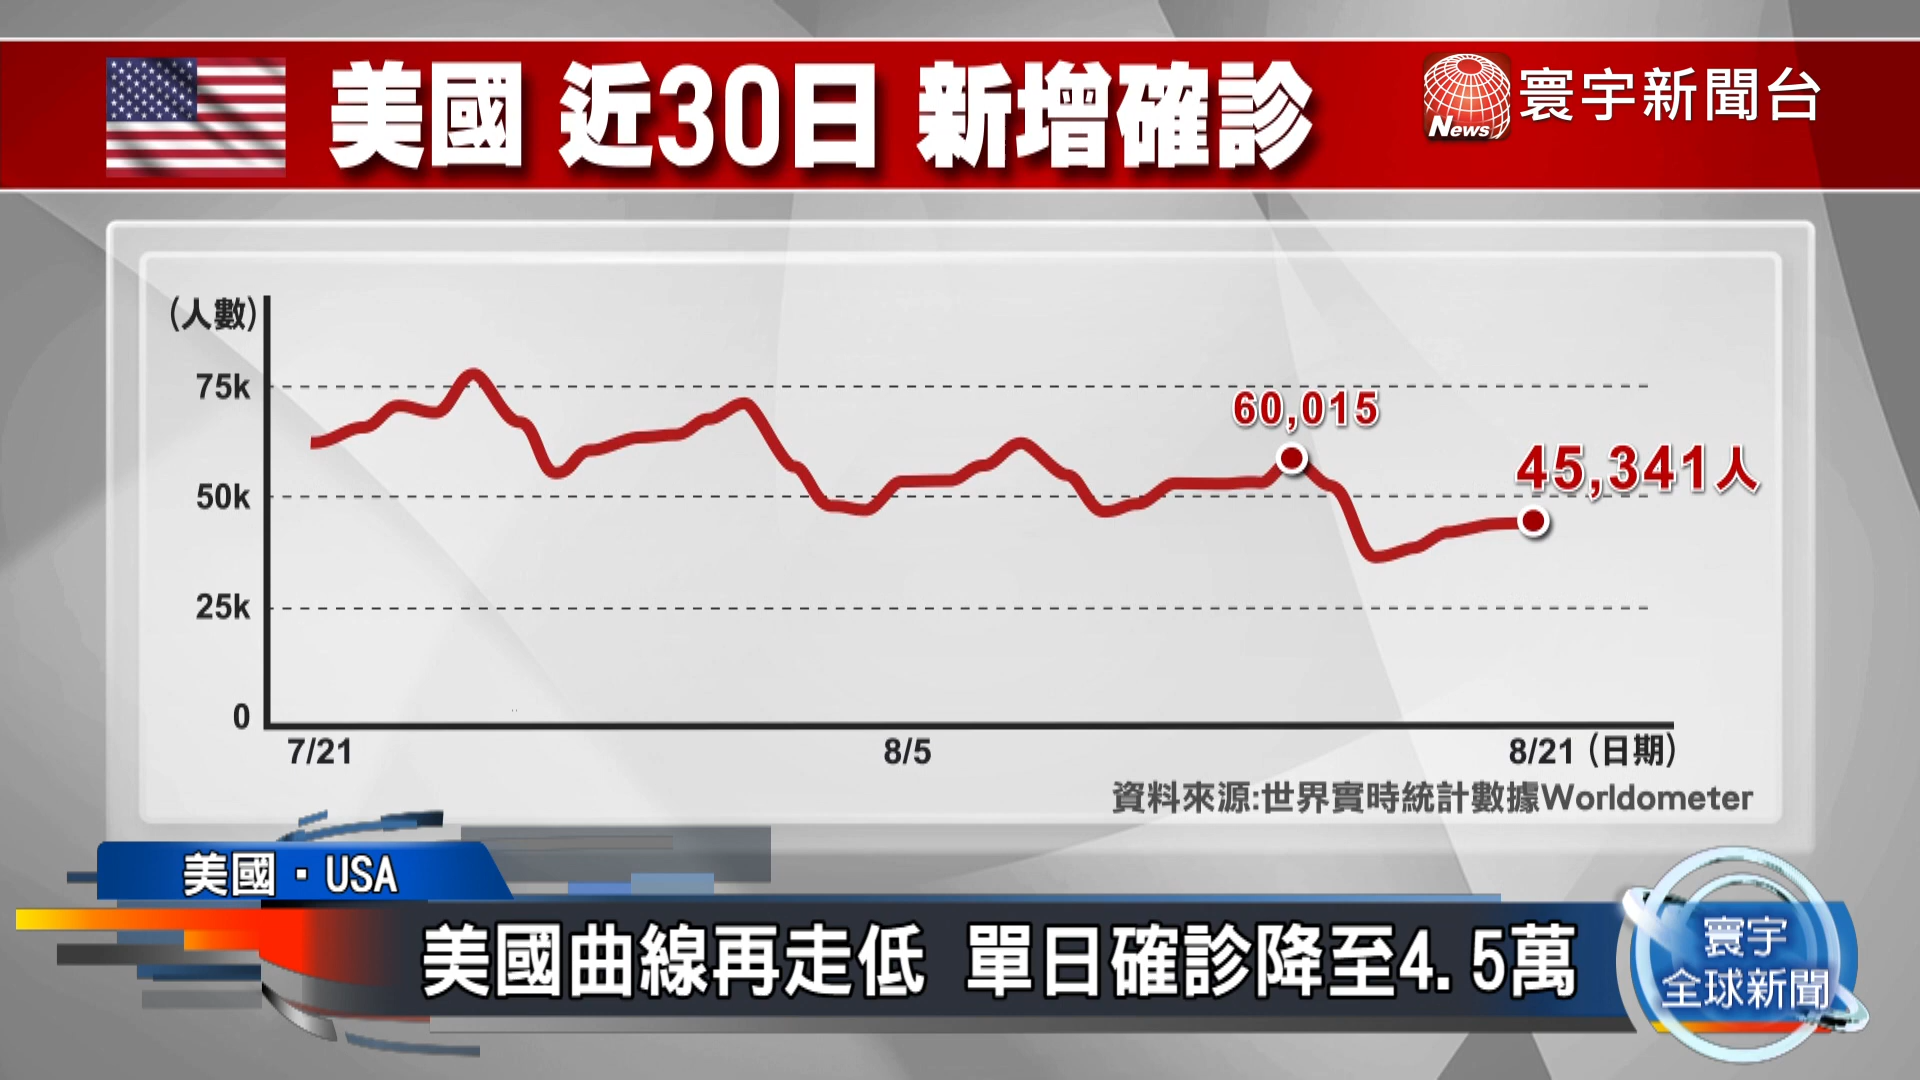 美國 近30日 新增確診
News 寰宇新聞台
(人數)
75k
60,015
45,341人
50k
25k
0
7/21 8/5 8/21 (日期)
資料來源:世界實時統計數據Worldometer
美國·USA
美國曲線再走低 單日確診降至4.5萬
寰宇
全球新聞